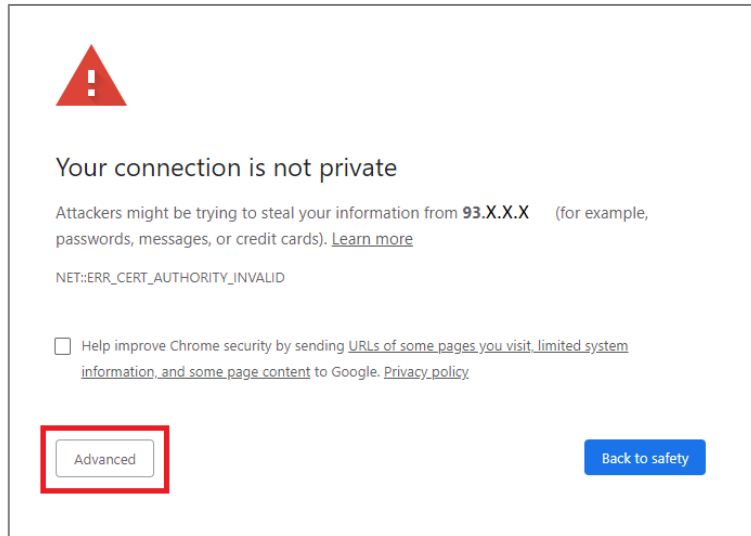 Your connection is not private
Attackers might be trying to steal your information from 93.X.X.X (for example,
passwords, messages, or credit cards). Learn more
NET::ERR_CERT_AUTHORITY_INVALID
Help improve Chrome security by sending URLs of some pages you visit, limited system
information, and some page content to Google. Privacy policy
Advanced
Back to safety